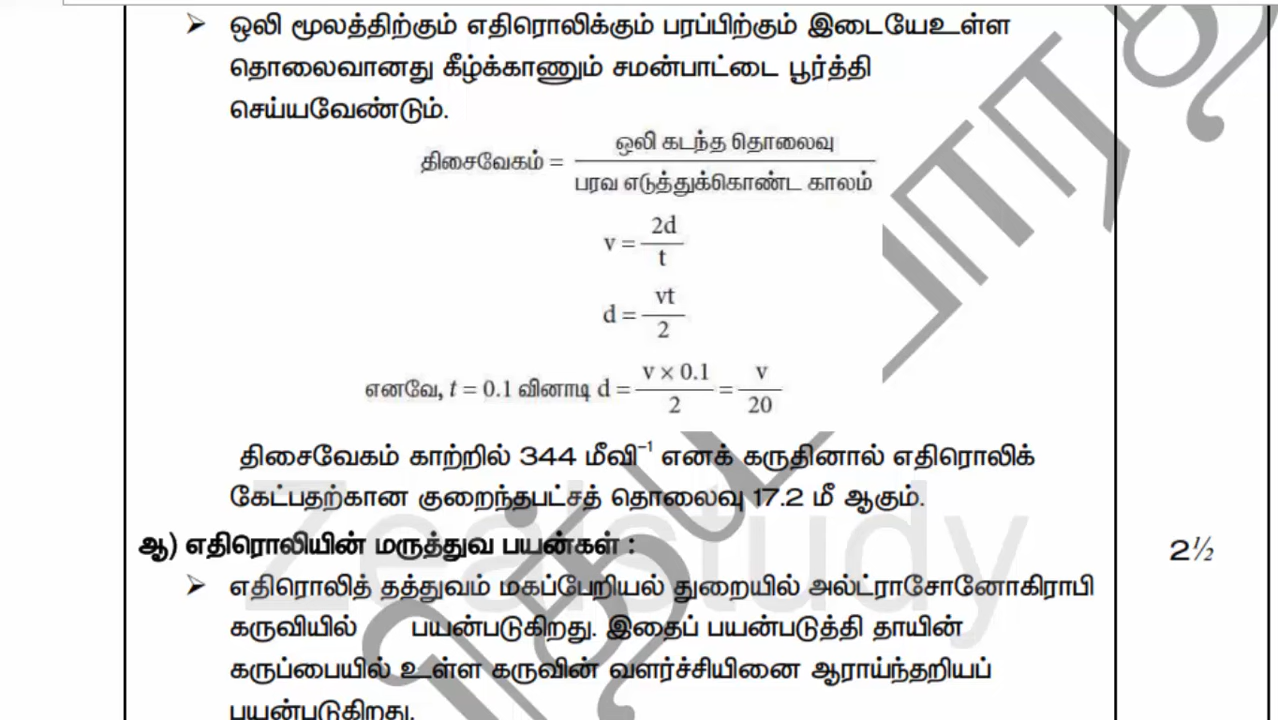 ➤ ஒலி மூலத்திற்கும் எதிரொலிக்கும் பரப்பிற்கும் இடையேஉள்ள
தொலைவானது கீழ்க்காணும் சமன்பாட்டை பூர்த்தி
செய்யவேண்டும்.
திசைவேகம் = ஒலி கடந்த தொலைவு / பரவ எடுத்துக்கொண்ட காலம்
v = 2d / t
d = vt / 2
எனவே, t = 0.1 வினாடி d = v × 0.1 / 2 = v / 20
திசைவேகம் காற்றில் 344 மீவி⁻¹ எனக் கருதினால் எதிரொலிக்
கேட்பதற்கான குறைந்தபட்சத் தொலைவு 17.2 மீ ஆகும்.
Zealstudy
ஆ) எதிரொலியின் மருத்துவ பயன்கள் : 2½
➤ எதிரொலித் தத்துவம் மகப்பேறியல் துறையில் அல்ட்ராசோனோகிராபி
கருவியில் பயன்படுகிறது. இதைப் பயன்படுத்தி தாயின்
கருப்பையில் உள்ள கருவின் வளர்ச்சியினை ஆராய்ந்தறியப்
பயன்படுகிறது.